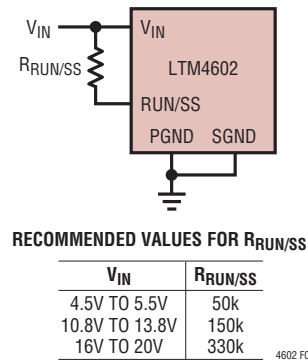 VIN
VIN
RRUN/SS
LTM4602
RUN/SS
PGND SGND
RECOMMENDED VALUES FOR RRUN/SS
VIN RRUN/SS
4.5V TO 5.5V 50k
10.8V TO 13.8V 150k
16V TO 20V 330k
4602 F0